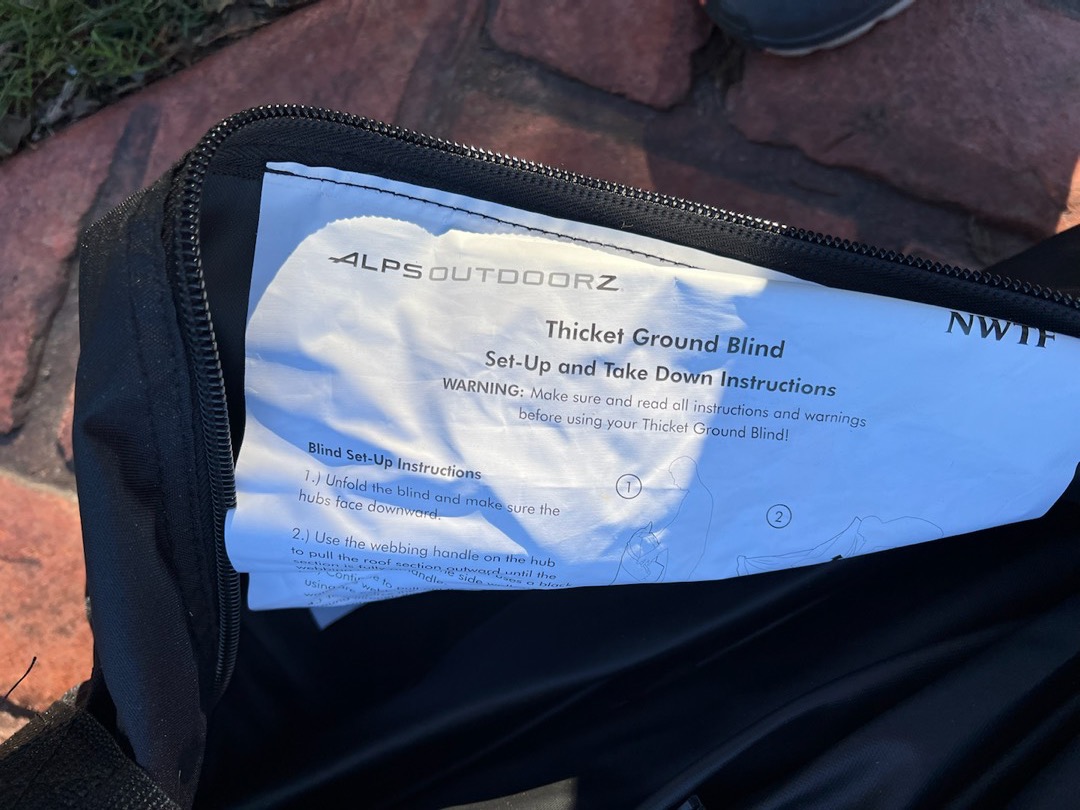 ALPS OUTDOORZ
NWTF
Thicket Ground Blind
Set-Up and Take Down Instructions
WARNING: Make sure and read all instructions and warnings
before using your Thicket Ground Blind!
Blind Set-Up Instructions
1.) Unfold the blind and make sure the
hubs face downward.
2.) Use the webbing handle on the hub
to pull the roof section outward until the
1
2